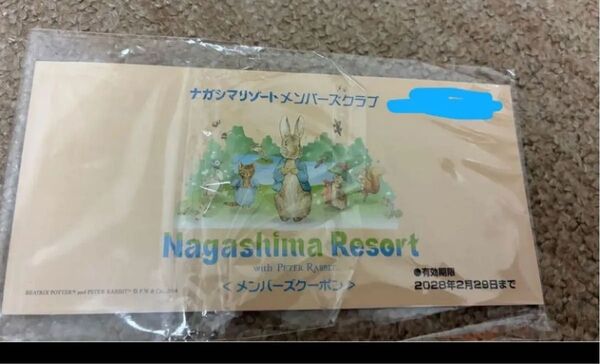 ナガシマリゾートメンバーズクラブ
Nagashima Resort
with PETER RABBIT™
＜メンバーズクーポン＞
●有効期限
2028年2月29日まで
BEATRIX POTTER™ and PETER RABBIT™ © F.W. & Co.,